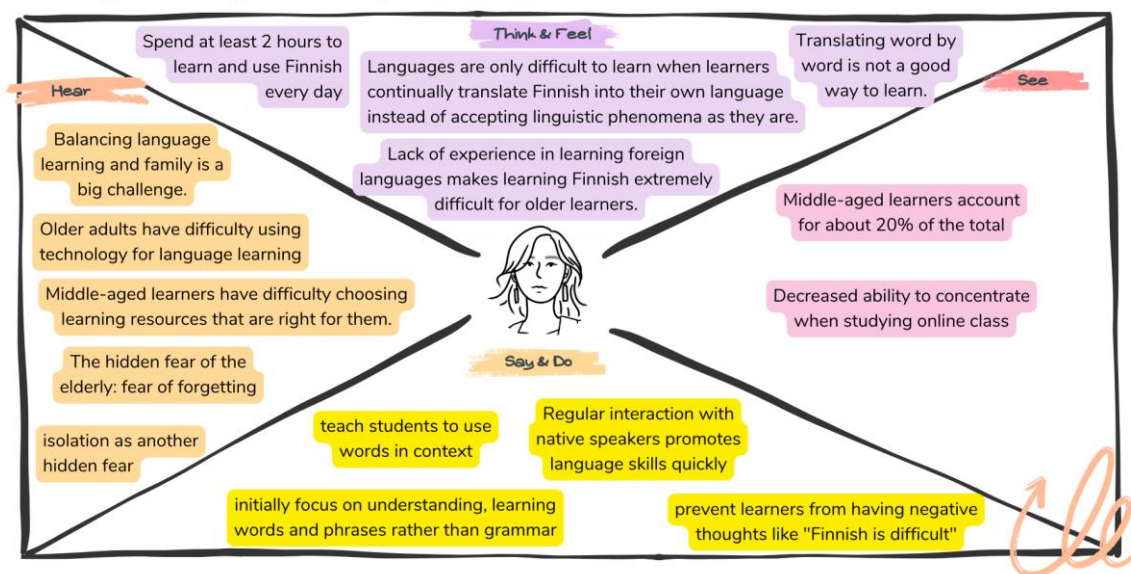 Think & Feel
Spend at least 2 hours to
learn and use Finnish
every day
Languages are only difficult to learn when learners
continually translate Finnish into their own language
instead of accepting linguistic phenomena as they are.
Lack of experience in learning foreign
languages makes learning Finnish extremely
difficult for older learners.
Translating word by
word is not a good
way to learn.
Hear
Balancing language
learning and family is a
big challenge.
Older adults have difficulty using
technology for language learning
Middle-aged learners have difficulty choosing
learning resources that are right for them.
The hidden fear of the
elderly: fear of forgetting
isolation as another
hidden fear
See
Middle-aged learners account
for about 20% of the total
Decreased ability to concentrate
when studying online class
Say & Do
teach students to use
words in context
Regular interaction with
native speakers promotes
language skills quickly
initially focus on understanding, learning
words and phrases rather than grammar
prevent learners from having negative
thoughts like "Finnish is difficult"